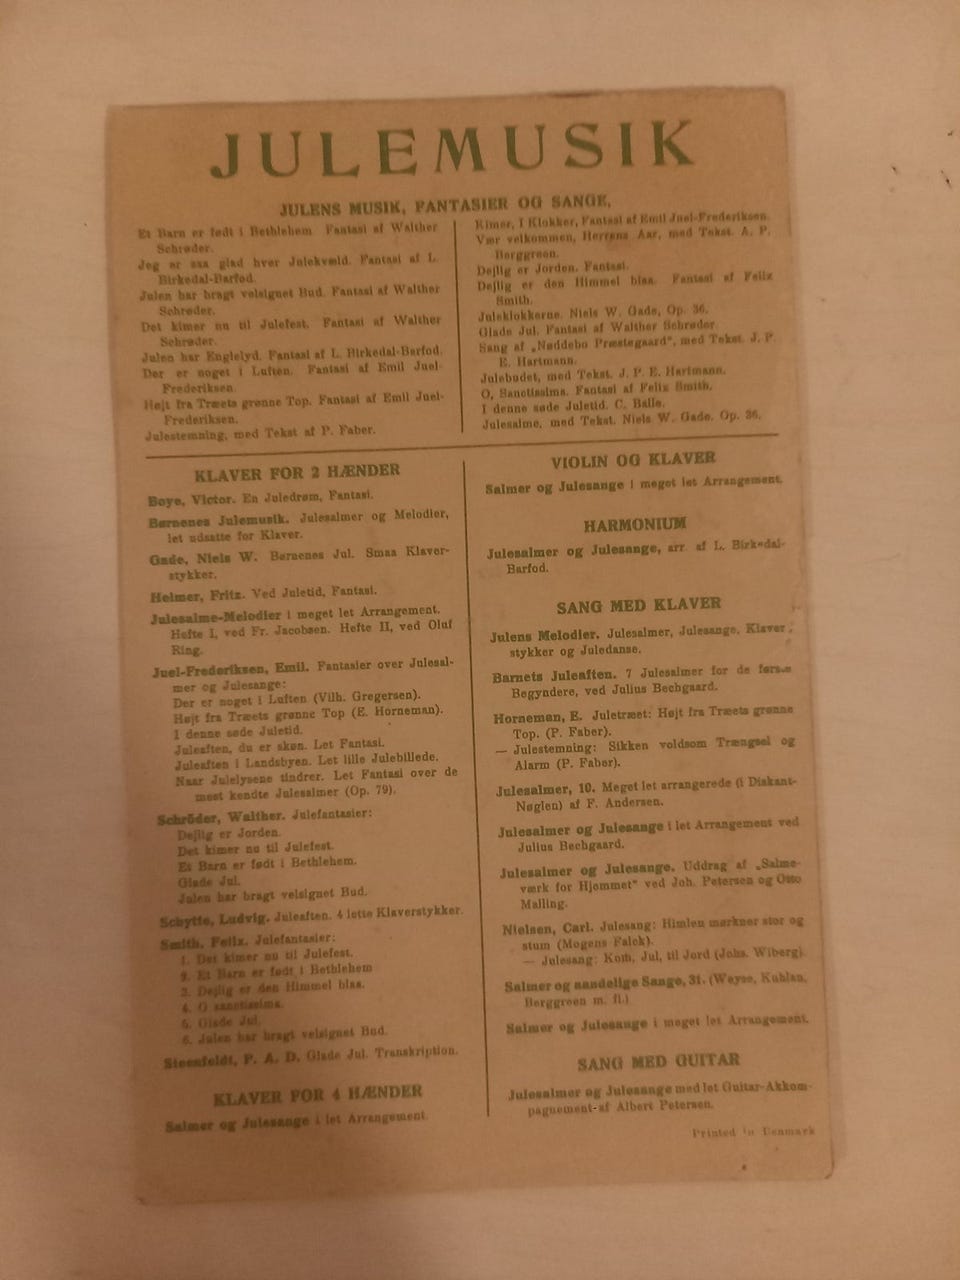 JULEMUSIK
JULENS MUSIK, FANTASIER OG SANGE,
Et Barn er født i Bethlehem Fantasi af Walther
Schrøder.
Jeg er saa glad hver Julekvæld. Fantasi af L
Birkedal-Barfod.
Julen har bragt velsignet Bud. Fantasi af Walther
Schrøder.
Det kimer nu til Julefest. Fantasi af Walther
Schrøder.
Julen har Englelyd. Fantasi af L. Birkedal-Barfod.
Der er noget i Luften. Fantasi af Emil Juel-
Frederiksen.
Højt fra Træets grønne Top. Fantasi af Emil Juel-
Frederiksen.
Julestemning, med Tekst af P. Faber.
Kimer, I Klokker, Fantasi af Emil Juel-Frederiksen.
Vær velkommen, Herrens Aar, med Tekst. A. P.
Berggreen.
Dejlig er Jorden. Fantasi.
Dejlig er den Himmel blaa. Fantasi af Felix
Smith.
Juleklokkerne. Niels W. Gade, Op. 36.
Glade Jul. Fantasi af Walther Schrøder
Sang af „Nøddebo Præstegaard“, med Tekst. J. P.
E. Hartmann.
Julebudet, med Tekst. J. P. E. Hartmann.
O, Sanctissima. Fantasi af Felix Smith.
I denne søde Juletid. C. Balle.
Julesalme, med Tekst. Niels W. Gade. Op. 36.
KLAVER FOR 2 HÆNDER
Boye, Victor. En Juledrøm, Fantasi.
Børnenes Julemusik. Julesalmer og Melodier,
let udsatte for Klaver.
Gade, Niels W. Børnenes Jul. Smaa Klaver-
stykker.
Helmer, Fritz. Ved Juletid, Fantasi.
Julesalme-Melodier i meget let Arrangement.
Hefte I, ved Fr. Jacobsen. Hefte II, ved Oluf
Ring.
Juel-Frederiksen, Emil. Fantasier over Julesal-
mer og Julesange:
Der er noget i Luften (Vilh. Gregersen).
Højt fra Træets grønne Top (E. Horneman).
I denne søde Juletid.
Juleaften, du er skøn. Let Fantasi.
Juleaften i Landsbyen. Let lille Julebillede.
Naar Julelysene tindrer. Let Fantasi over de
mest kendte Julesalmer (Op. 79).
Schröder, Walther. Julefantasier:
Dejlig er Jorden.
Det kimer nu til Julefest.
Et Barn er født i Bethlehem.
Glade Jul.
Julen har bragt velsignet Bud.
Schytte, Ludvig. Juleaften. 4 lette Klaverstykker.
Smith, Felix. Julefantasier:
1. Det kimer nu til Julefest.
2. Et Barn er født i Bethlehem
3. Dejlig er den Himmel blaa.
4. O sanctissima.
5. Glade Jul.
6. Julen har bragt velsignet Bud.
Steenfeldt, P. A. D. Glade Jul. Transkription.
KLAVER FOR 4 HÆNDER
Salmer og Julesange i let Arrangement.
VIOLIN OG KLAVER
Salmer og Julesange i meget let Arrangement.
HARMONIUM
Julesalmer og Julesange, arr. af L. Birkedal-
Barfod.
SANG MED KLAVER
Julens Melodier. Julesalmer, Julesange, Klaver
stykker og Juledanse.
Barnets Juleaften. 7 Julesalmer for de første
Begyndere, ved Julius Bechgaard.
Horneman, E. Juletræet: Højt fra Træets grønne
Top. (P. Faber).
— Julestemning: Sikken voldsom Trængsel og
Alarm (P. Faber).
Julesalmer, 10. Meget let arrangerede (i Diskant-
Nøglen) af F. Andersen.
Julesalmer og Julesange i let Arrangement ved
Julius Bechgaard.
Julesalmer og Julesange. Uddrag af „Salme-
værk for Hjemmet“ ved Joh. Petersen og Otto
Malling.
Nielsen, Carl. Julesang: Himlen mørkner stor og
stum (Mogens Falck).
— Julesang: Kom, Jul, til Jord (Johs. Wiberg).
Salmer og aandelige Sange, 31. (Weyse, Kuhlau,
Berggreen m. fl.)
Salmer og Julesange i meget let Arrangement.
SANG MED GUITAR
Julesalmer og Julesange med let Guitar-Akkom-
pagnement af Albert Petersen.
Printed in Denmark